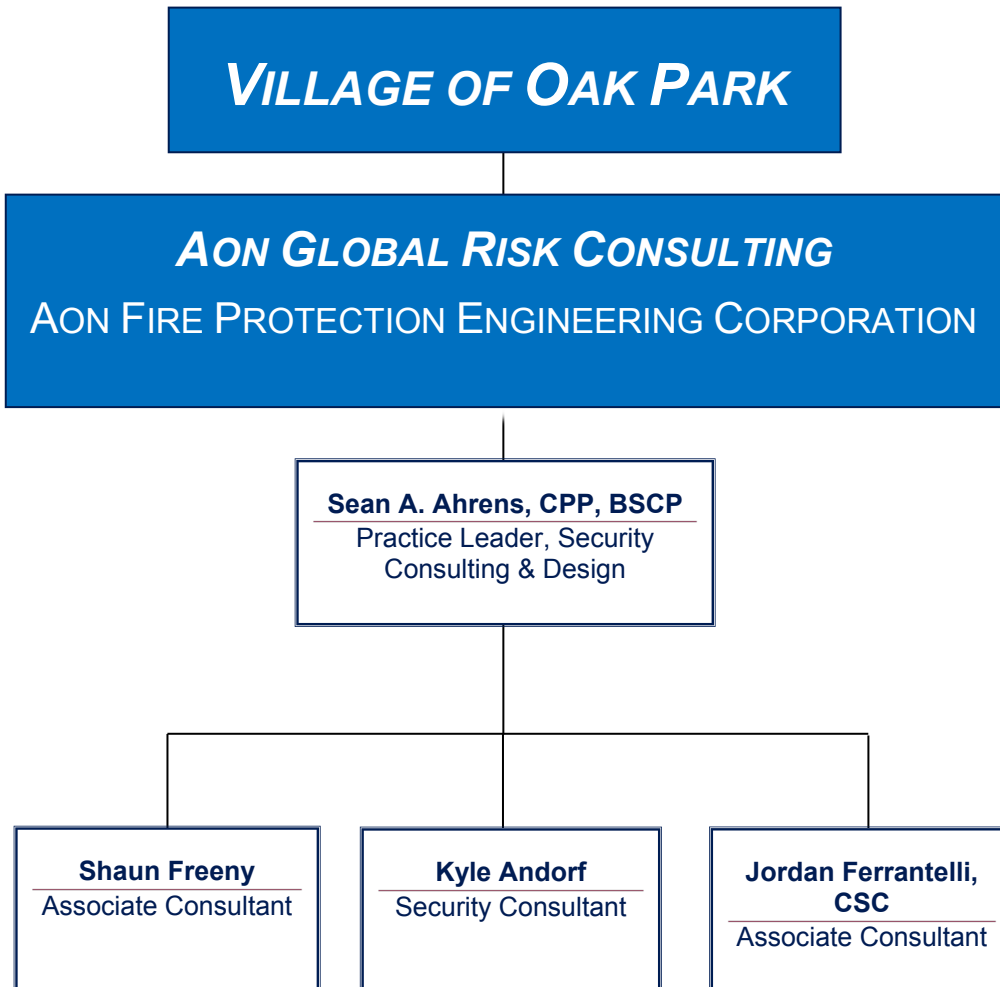 VILLAGE OF OAK PARK
AON GLOBAL RISK CONSULTING
AON FIRE PROTECTION ENGINEERING CORPORATION
Sean A. Ahrens, CPP, BSCP
Practice Leader, Security
Consulting & Design
Shaun Freeny
Associate Consultant
Kyle Andorf
Security Consultant
Jordan Ferrantelli,
CSC
Associate Consultant